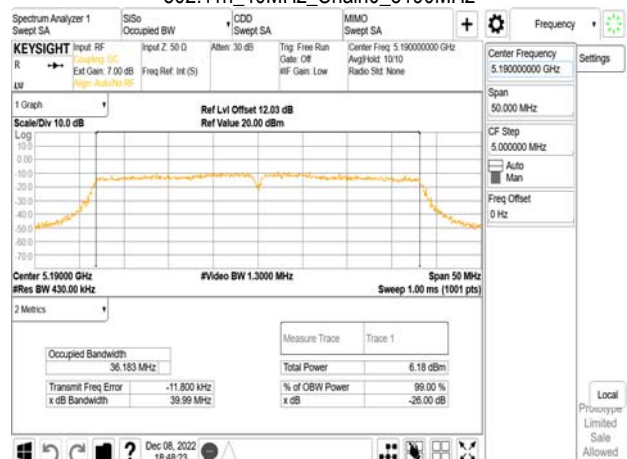 Spectrum Analyzer 1
Swept SA
SiSo
Occupied BW
CDD
Swept SA
MIMO
Swept SA
+
Frequency
KEYSIGHT
R
LXI
Input: RF
Coupling: DC
Ext Gain: 7.00 dB
Align: Auto/No RF
Input Z: 50 Ω
Freq Ref: Int (S)
Atten: 30 dB
Trig: Free Run
Gate: Off
#IF Gain: Low
Center Freq: 5.190000000 GHz
Avg|Hold: 10/10
Radio Std: None
Center Frequency
5.190000000 GHz
Settings
Span
50.000 MHz
CF Step
5.000000 MHz
Auto
Man
Freq Offset
0 Hz
1 Graph
Scale/Div 10.0 dB
Ref Lvl Offset 12.03 dB
Ref Value 20.00 dBm
Log
10.0
0.00
-10.0
-20.0
-30.0
-40.0
-50.0
-60.0
-70.0
Center 5.19000 GHz
#Res BW 430.00 kHz
#Video BW 1.3000 MHz
Span 50 MHz
Sweep 1.00 ms (1001 pts)
2 Metrics
Measure Trace
Trace 1
Occupied Bandwidth
36.183 MHz
Total Power
6.18 dBm
Transmit Freq Error
-11.800 kHz
% of OBW Power
99.00 %
x dB Bandwidth
39.99 MHz
x dB
-26.00 dB
Local
Prototype
Limited
Sale
Allowed
?
Dec 08, 2022
18:48:23